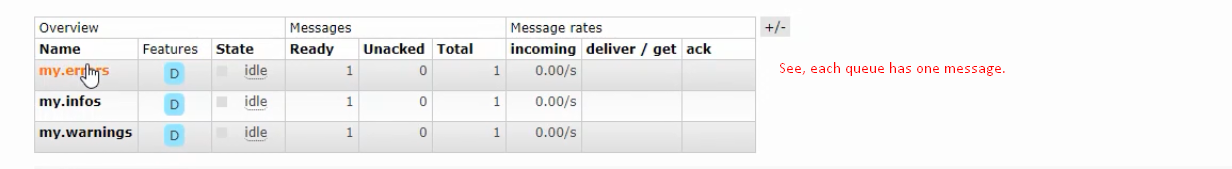 Overview Messages Message rates +/-
Name Features State Ready Unacked Total incoming deliver / get ack
my.errors D idle 1 0 1 0.00/s See, each queue has one message.
my.infos D idle 1 0 1 0.00/s
my.warnings D idle 1 0 1 0.00/s